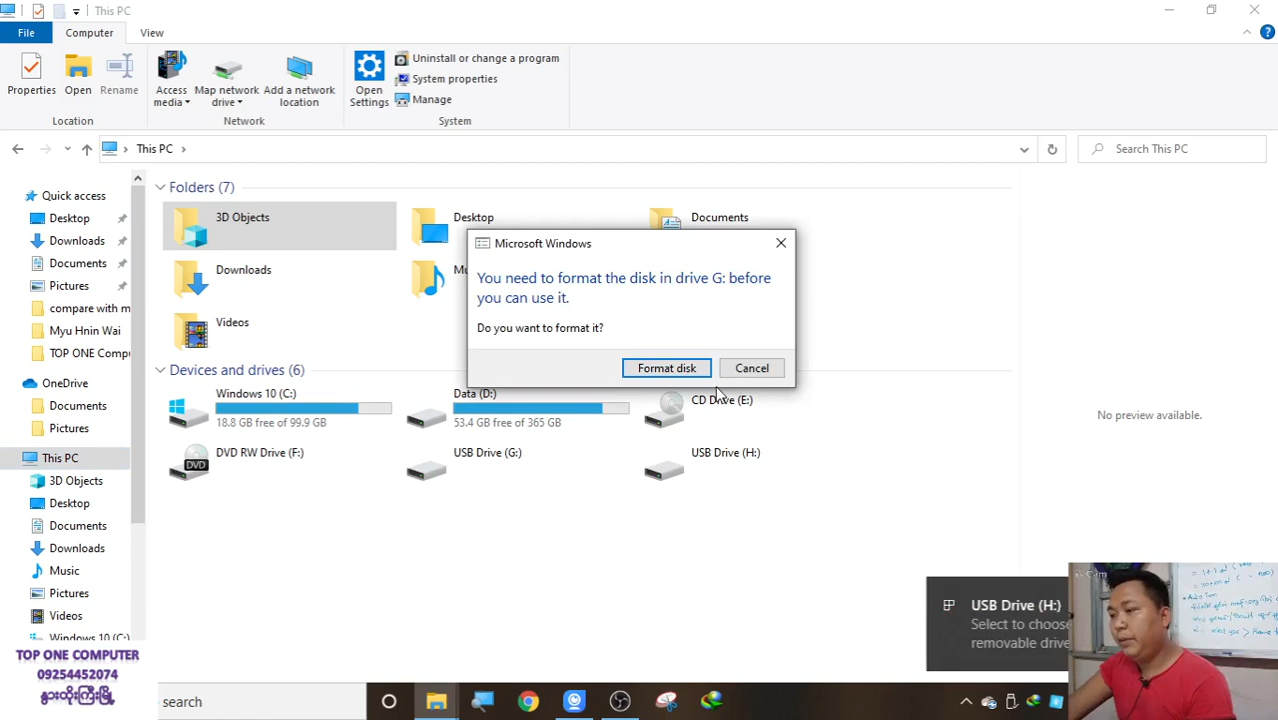 This PC
File
Computer
View
Properties
Open
Rename
Access
media
Map network
drive
Add a network
location
Open
Settings
Uninstall or change a program
System properties
Manage
Location
Network
System
This PC
Search This PC
Quick access
Desktop
Downloads
Documents
Pictures
compare with m
Myu Hnin Wai
TOP ONE Compu
OneDrive
Documents
Pictures
This PC
3D Objects
Desktop
Documents
Downloads
Music
Pictures
Videos
Windows 10 (C:)
Folders (7)
3D Objects
Desktop
Documents
Downloads
Mu
Videos
Microsoft Windows
You need to format the disk in drive G: before
you can use it.
Do you want to format it?
Format disk
Cancel
Devices and drives (6)
Windows 10 (C:)
18.8 GB free of 99.9 GB
Data (D:)
53.4 GB free of 365 GB
CD Drive (E:)
DVD RW Drive (F:)
DVD
USB Drive (G:)
USB Drive (H:)
No preview available.
USB Drive (H:)
Select to choose
removable drive
TOP ONE COMPUTER
09254452074
နွားထိုးကြီးမြို့
search